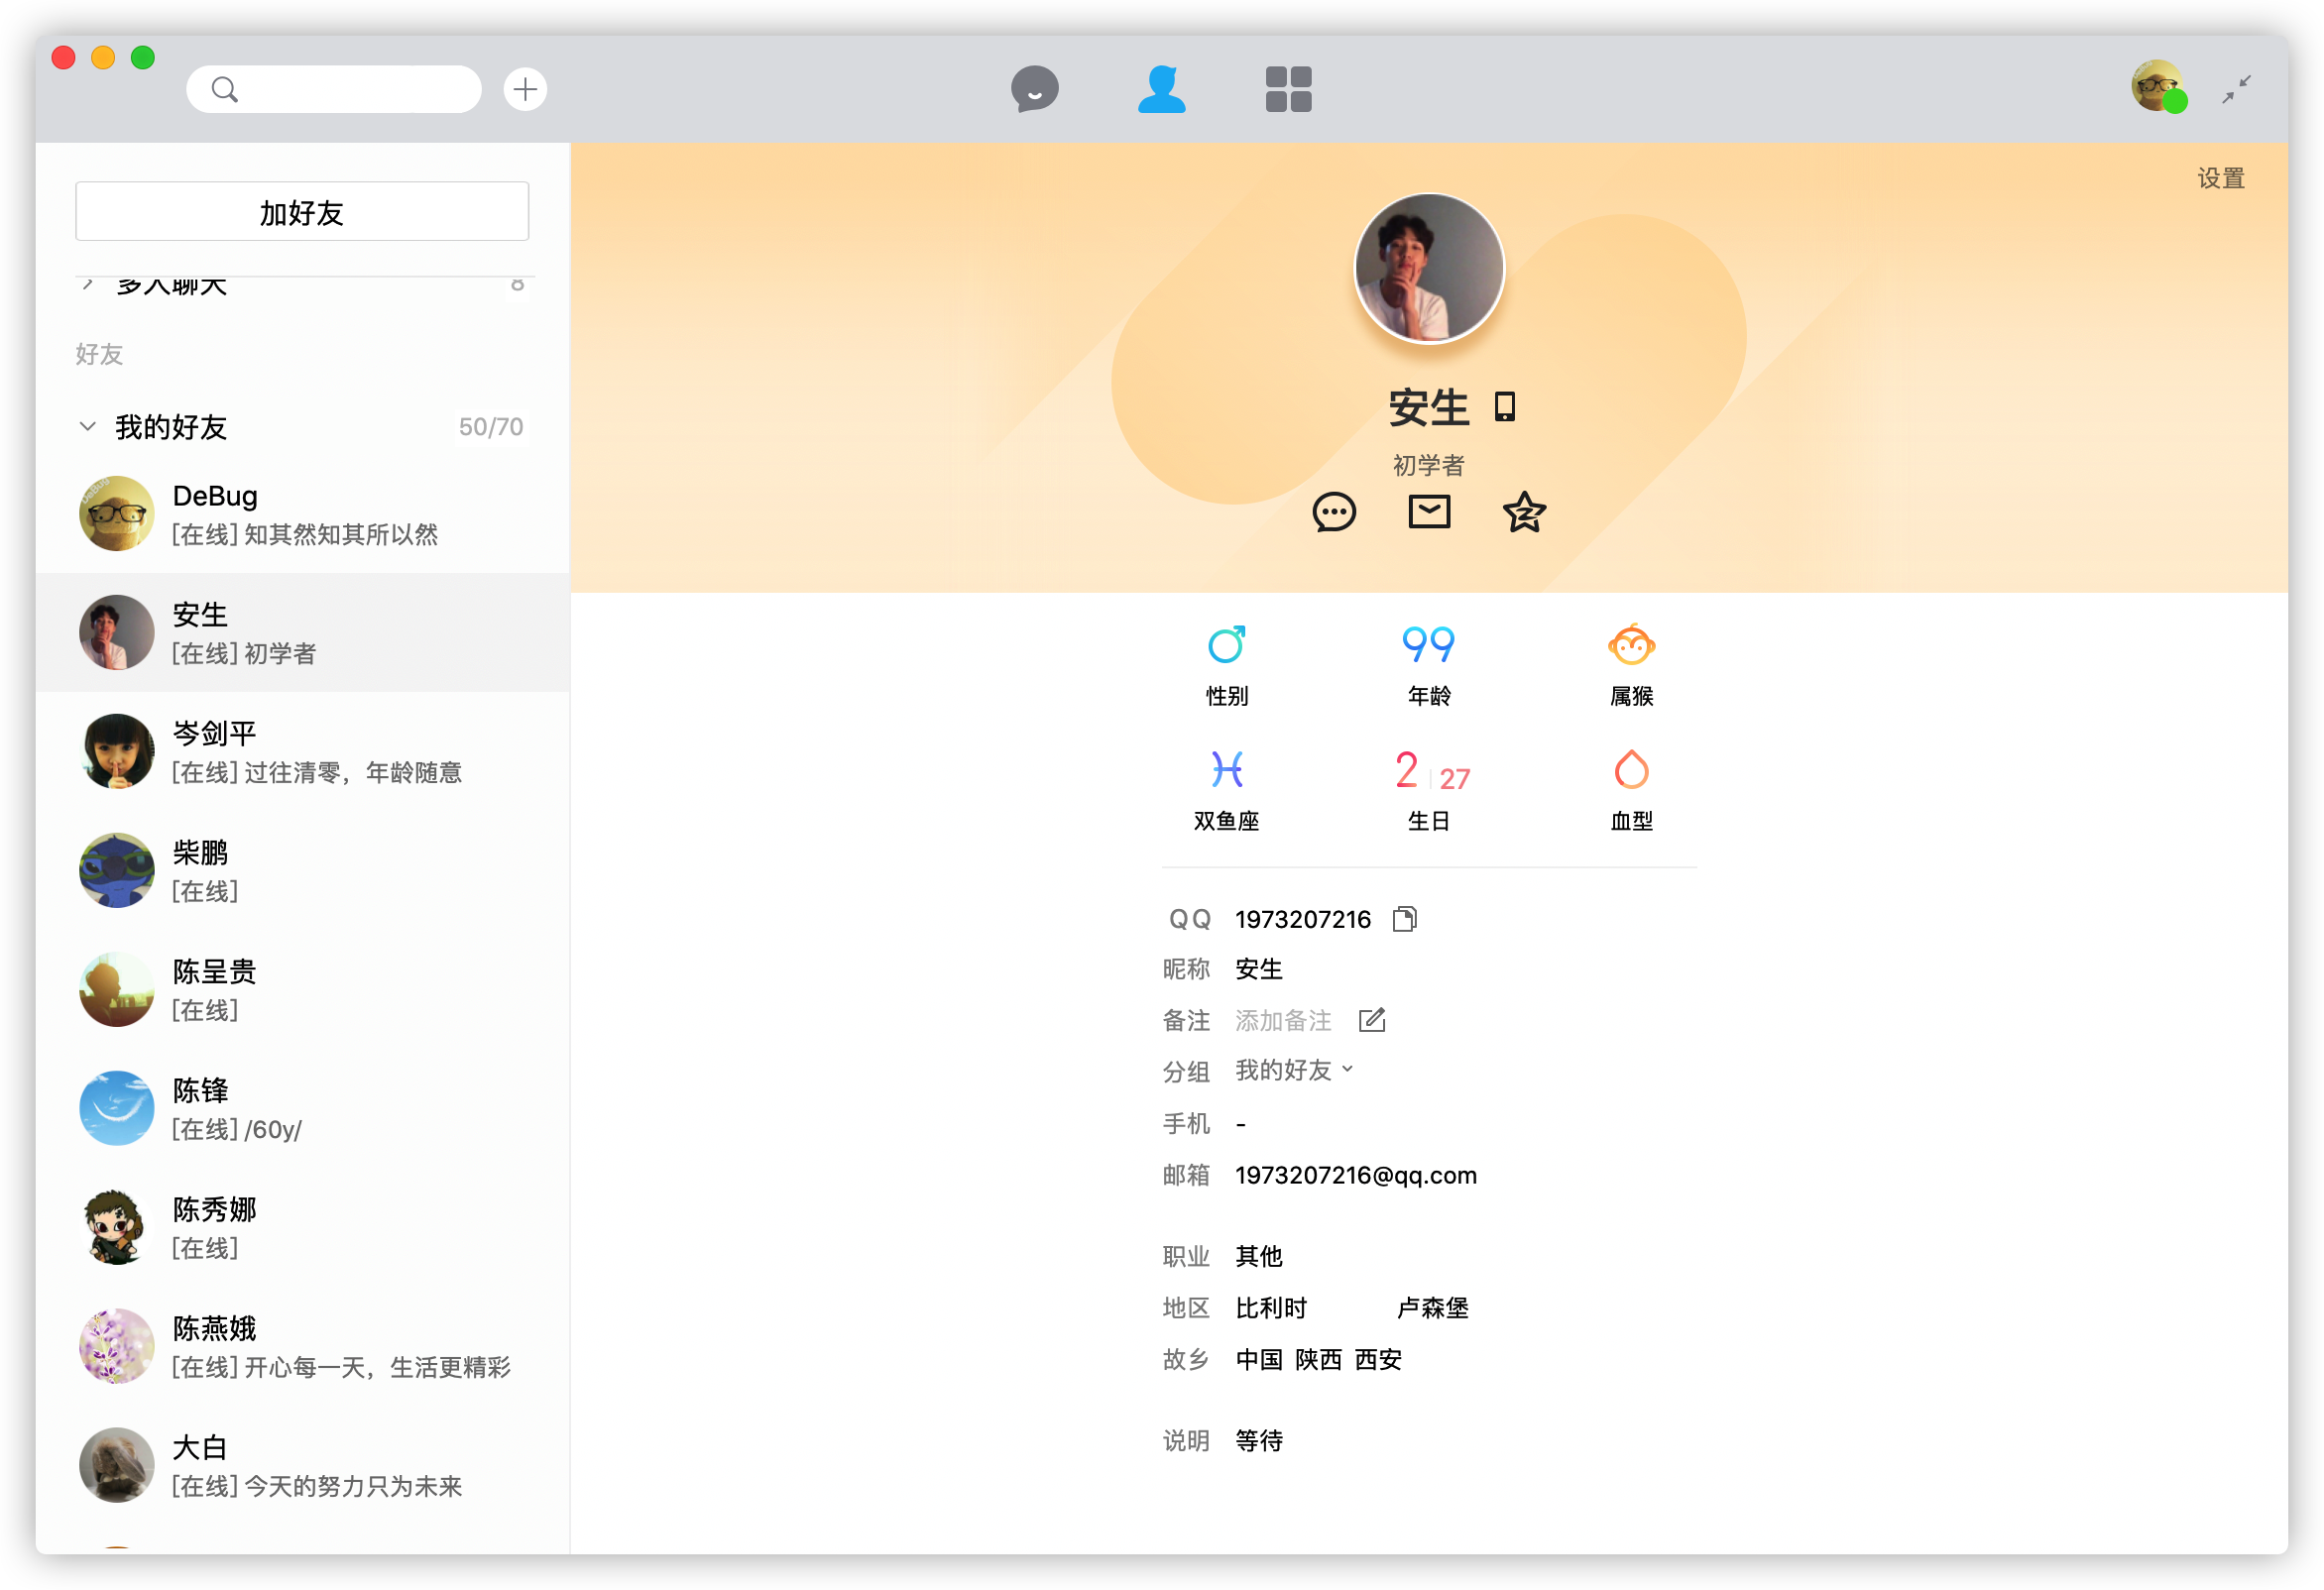 设置
加好友
多人聊天 8
好友
我的好友 50/70
DeBug
[在线] 知其然知其所以然
安生
[在线] 初学者
岑剑平
[在线] 过往清零，年龄随意
柴鹏
[在线]
陈呈贵
[在线]
陈锋
[在线] /60y/
陈秀娜
[在线]
陈燕娥
[在线] 开心每一天，生活更精彩
大白
[在线] 今天的努力只为未来
安生
初学者
99
性别 年龄 属猴
2 27
双鱼座 生日 血型
QQ 1973207216
昵称 安生
备注 添加备注
分组 我的好友
手机 -
邮箱 1973207216@qq.com
职业 其他
地区 比利时 卢森堡
故乡 中国 陕西 西安
说明 等待